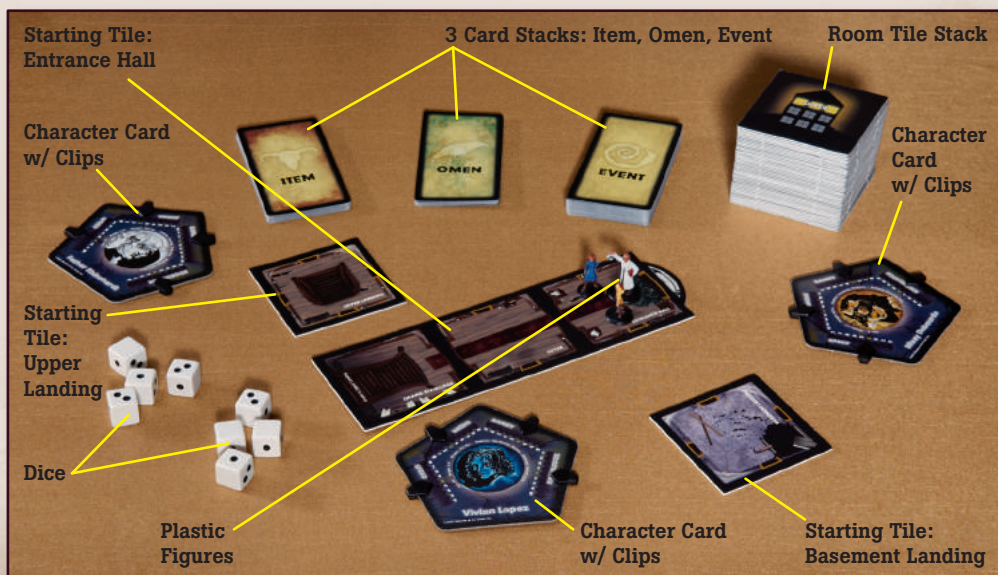 Starting Tile:
Entrance Hall
3 Card Stacks: Item, Omen, Event
Room Tile Stack
Character Card
w/ Clips
Character
Card
w/ Clips
ITEM
OMEN
EVENT
Starting
Tile:
Upper
Landing
Dice
Vivian Lopez
Plastic
Figures
Character Card
w/ Clips
Starting Tile:
Basement Landing